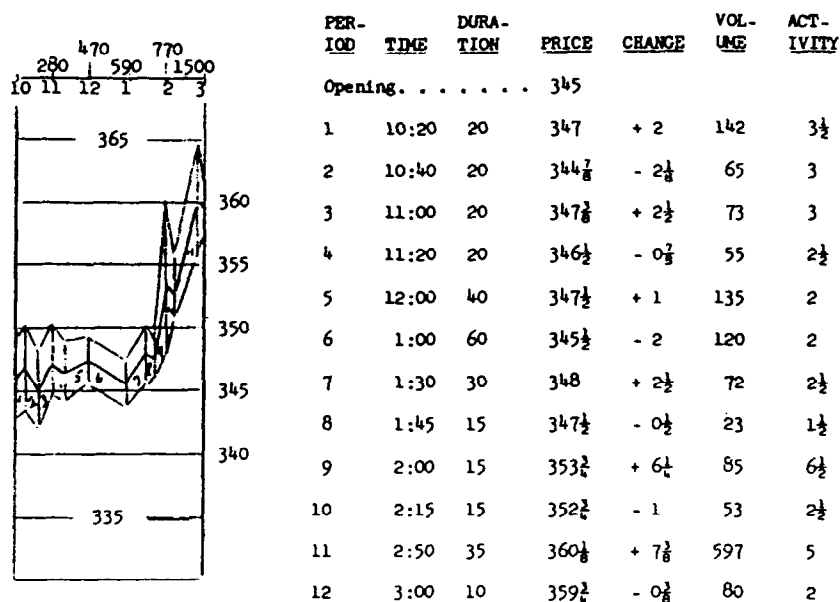 470 770
280 590 1500
10 11 12 1 2 3
365
360
355
350
345
340
335
PER- DURA- VOL- ACT-
IOD TIME TION PRICE CHANGE UME IVITY
Opening. . . . . . . 345
1 10:20 20 347 + 2 142 3½
2 10:40 20 344⅞ - 2⅛ 65 3
3 11:00 20 347⅜ + 2½ 73 3
4 11:20 20 346½ - 0⅞ 55 2½
5 12:00 40 347½ + 1 135 2
6 1:00 60 345½ - 2 120 2
7 1:30 30 348 + 2½ 72 2½
8 1:45 15 347½ - 0½ 23 1½
9 2:00 15 353¾ + 6¼ 85 6½
10 2:15 15 352¾ - 1 53 2½
11 2:50 35 360⅛ + 7⅜ 597 5
12 3:00 10 359¾ - 0⅜ 80 2